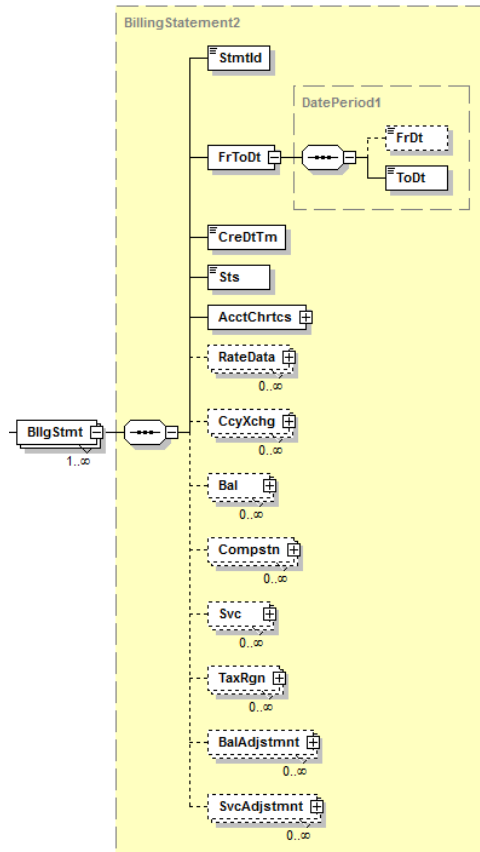 BillingStatement2
StmtId
DatePeriod1
FrDt
FrToDt
ToDt
CreDtTm
Sts
AcctChrtcs
RateData
0..∞
BllgStmt
1..∞
CcyXchg
0..∞
Bal
0..∞
Compstn
0..∞
Svc
0..∞
TaxRgn
0..∞
BalAdjstmnt
0..∞
SvcAdjstmnt
0..∞